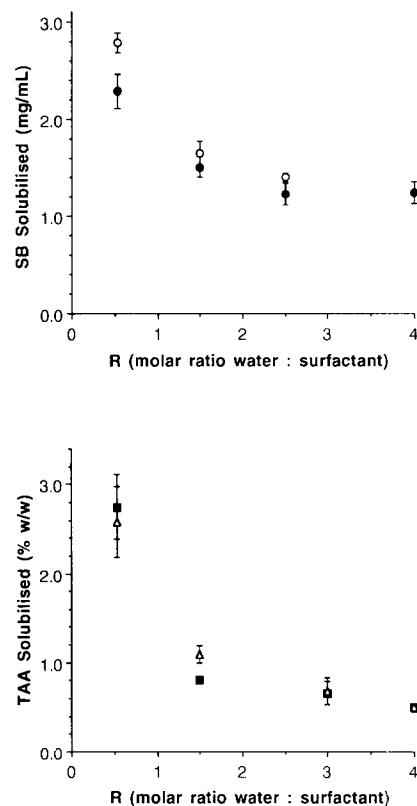 3.0
2.0
1.0
0.0
SB Solubilised (mg/mL)
0 1 2 3 4
R (molar ratio water : surfactant)
3.0
2.0
1.0
0.0
TAA Solubilised (% w/w)
0 1 2 3 4
R (molar ratio water : surfactant)